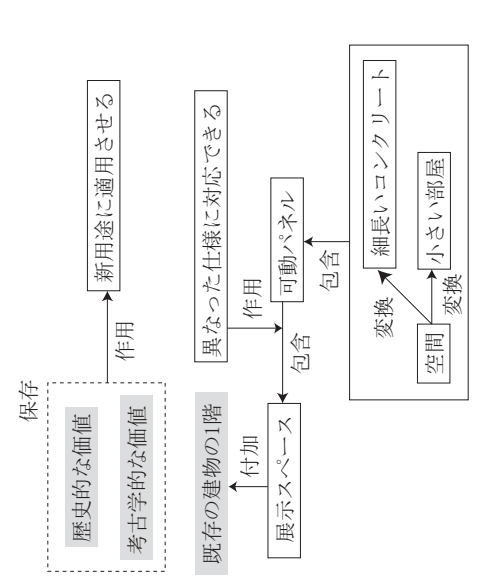 保存
歴史的な価値
考古学的な価値
作用
新用途に適用させる
既存の建物の1階
付加
展示スペース
包含
作用
異なった仕様に対応できる
可動パネル
包含
空間
変換
変換
細長いコンクリート
小さい部屋